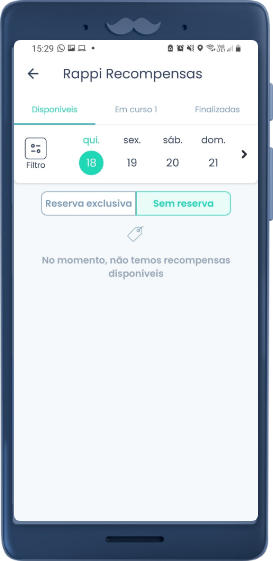 15:29
Rappi Recompensas
Disponíveis Em curso 1 Finalizadas
qui. sex. sáb. dom.
18 19 20 21
Filtro
Reserva exclusiva Sem reserva
No momento, não temos recompensas
disponíveis